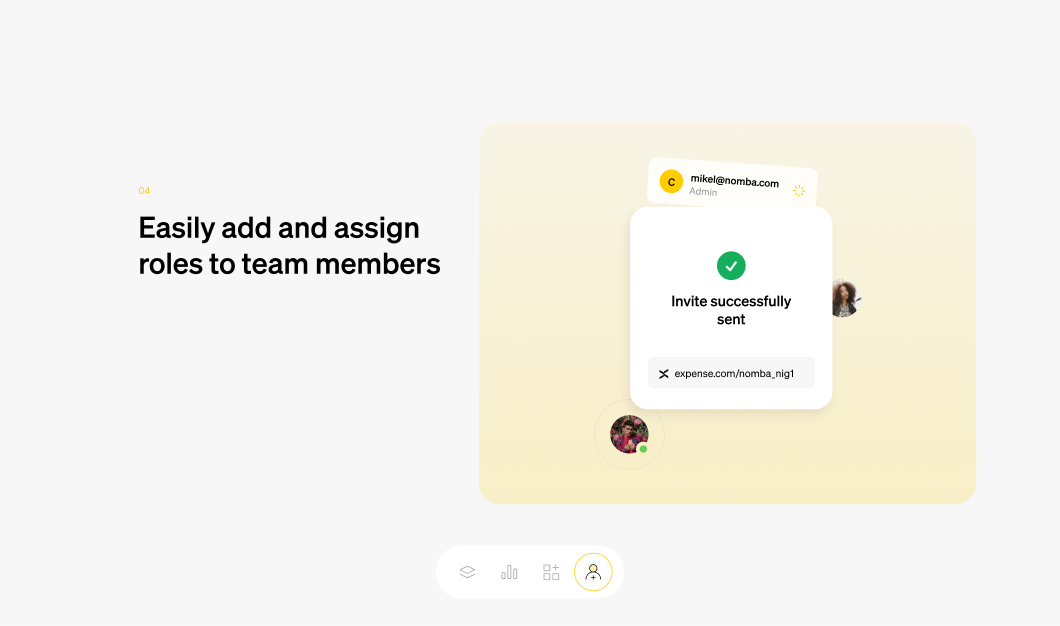 04
Easily add and assign
roles to team members
C
mikel@nomba.com
Admin
Invite successfully
sent
expense.com/nomba_nig1